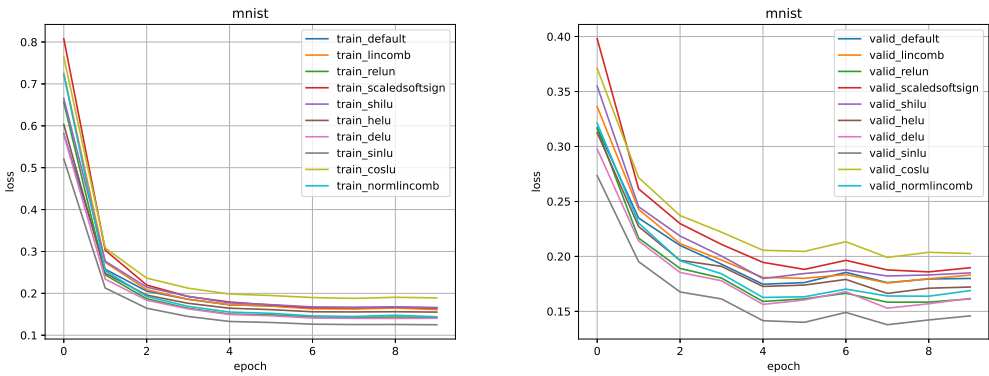 mnist
loss
0.8
0.7
0.6
0.5
0.4
0.3
0.2
0.1
0 2 4 6 8
epoch
train_default
train_lincomb
train_relun
train_scaledsoftsign
train_shilu
train_helu
train_delu
train_sinlu
train_coslu
train_normlincomb
mnist
loss
0.40
0.35
0.30
0.25
0.20
0.15
0 2 4 6 8
epoch
valid_default
valid_lincomb
valid_relun
valid_scaledsoftsign
valid_shilu
valid_helu
valid_delu
valid_sinlu
valid_coslu
valid_normlincomb